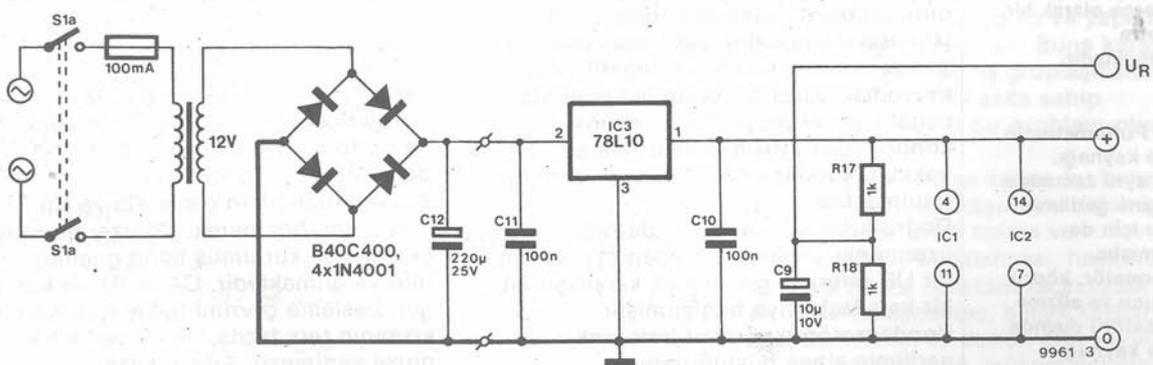 S1a
100mA
12V
S1a
B40C400,
4x1N4001
C12
220µ
25V
C11
100n
2
IC3
78L10
1
3
C10
100n
R17
1k
C9
10µ
10V
R18
1k
4
IC1
11
14
IC2
7
UR
+
0
9961 3